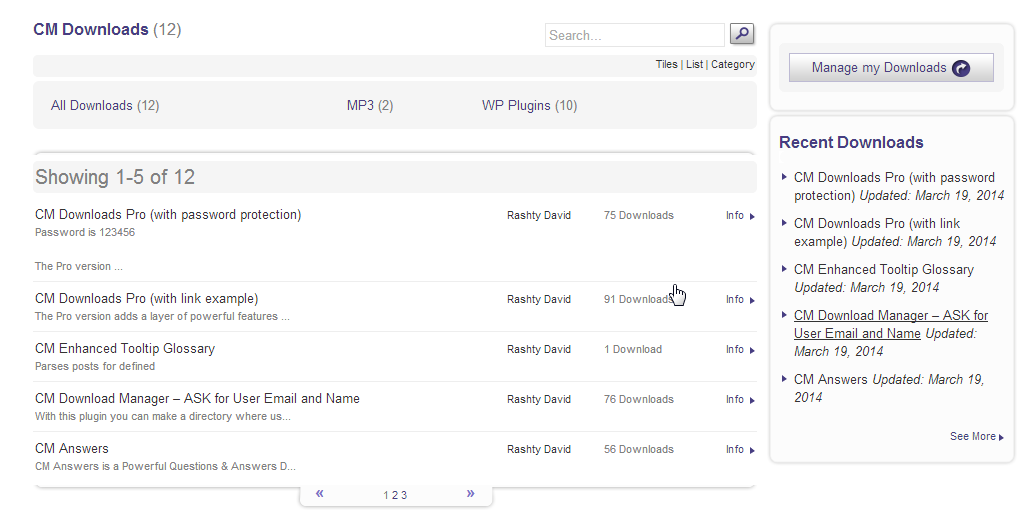 CM Downloads (12)
Search...
Tiles | List | Category
All Downloads (12) MP3 (2) WP Plugins (10)
Showing 1-5 of 12
CM Downloads Pro (with password protection) Rashty David 75 Downloads Info
Password is 123456
The Pro version ...
CM Downloads Pro (with link example) Rashty David 91 Downloads Info
The Pro version adds a layer of powerful features ...
CM Enhanced Tooltip Glossary Rashty David 1 Download Info
Parses posts for defined
CM Download Manager – ASK for User Email and Name Rashty David 76 Downloads Info
With this plugin you can make a directory where us...
CM Answers Rashty David 56 Downloads Info
CM Answers is a Powerful Questions & Answers D...
« 1 2 3 »
Manage my Downloads
Recent Downloads
CM Downloads Pro (with password
protection) Updated: March 19, 2014
CM Downloads Pro (with link
example) Updated: March 19, 2014
CM Enhanced Tooltip Glossary
Updated: March 19, 2014
CM Download Manager – ASK for
User Email and Name Updated:
March 19, 2014
CM Answers Updated: March 19,
2014
See More